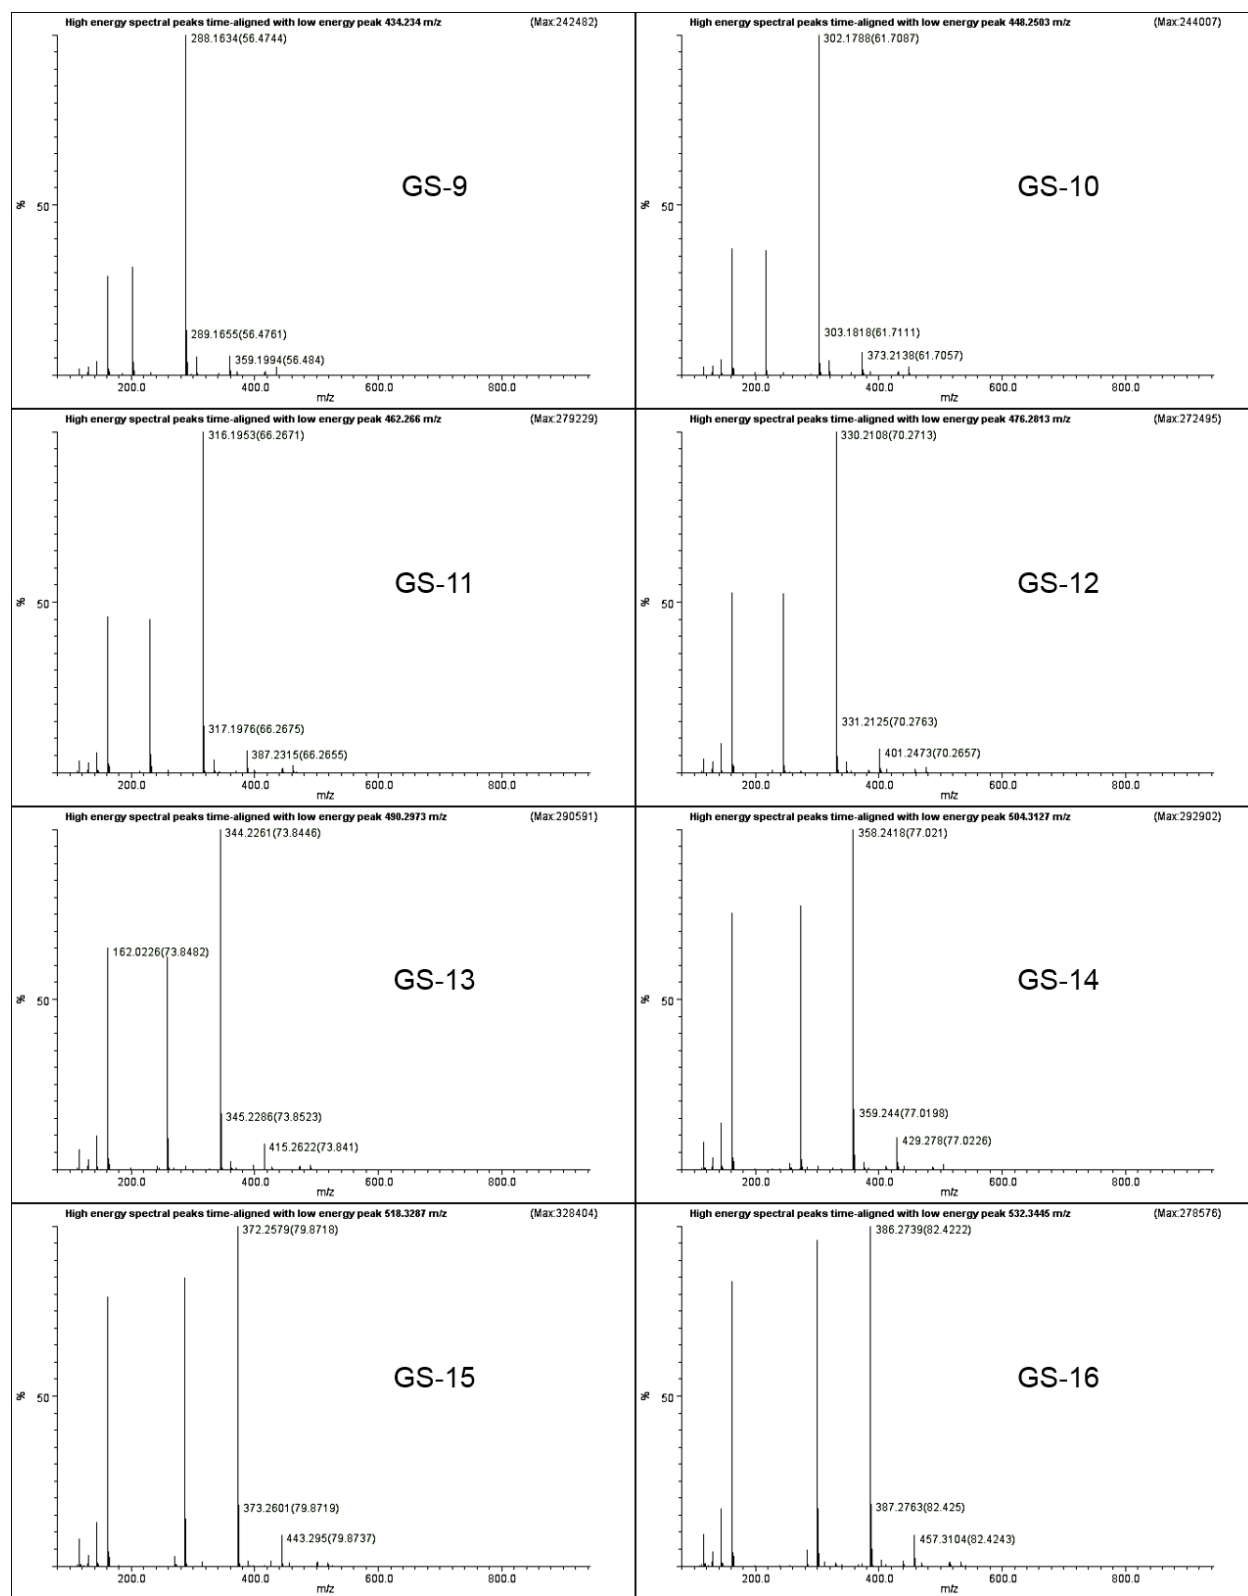 High energy spectral peaks time-aligned with low energy peak 434.234 m/z (Max:242482)
288.1634(56.4744)
GS-9
% 50
289.1655(56.4761)
359.1994(56.484)
200.0 400.0 600.0 800.0
m/z
High energy spectral peaks time-aligned with low energy peak 448.2503 m/z (Max:244007)
302.1788(61.7087)
GS-10
% 50
303.1818(61.7111)
373.2138(61.7057)
200.0 400.0 600.0 800.0
m/z
High energy spectral peaks time-aligned with low energy peak 462.266 m/z (Max:279229)
316.1953(66.2671)
GS-11
% 50
317.1976(66.2675)
387.2315(66.2655)
200.0 400.0 600.0 800.0
m/z
High energy spectral peaks time-aligned with low energy peak 476.2813 m/z (Max:272495)
330.2108(70.2713)
GS-12
% 50
331.2125(70.2763)
401.2473(70.2657)
200.0 400.0 600.0 800.0
m/z
High energy spectral peaks time-aligned with low energy peak 490.2973 m/z (Max:290591)
344.2261(73.8446)
162.0226(73.8482)
GS-13
% 50
345.2286(73.8523)
415.2622(73.841)
200.0 400.0 600.0 800.0
m/z
High energy spectral peaks time-aligned with low energy peak 504.3127 m/z (Max:292902)
358.2418(77.021)
GS-14
% 50
359.244(77.0198)
429.278(77.0226)
200.0 400.0 600.0 800.0
m/z
High energy spectral peaks time-aligned with low energy peak 518.3287 m/z (Max:328404)
372.2579(79.8718)
GS-15
% 50
373.2601(79.8719)
443.295(79.8737)
200.0 400.0 600.0 800.0
m/z
High energy spectral peaks time-aligned with low energy peak 532.3445 m/z (Max:278576)
386.2739(82.4222)
GS-16
% 50
387.2763(82.425)
457.3104(82.4243)
200.0 400.0 600.0 800.0
m/z